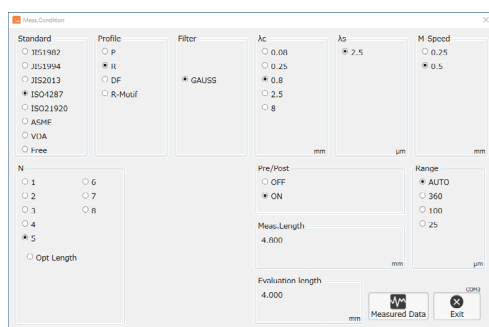 Meas.Condition
Standard
JIS1982
JIS1994
JIS2013
ISO4287
ISO21920
ASME
VDA
Free
Profile
P
R
DF
R-Motif
Filter
GAUSS
λc
0.08
0.25
0.8
2.5
8
mm
λs
2.5
μm
M-Speed
0.25
0.5
mm
N
1
2
3
4
5
6
7
8
Opt Length
Pre/Post
OFF
ON
Range
AUTO
360
100
25
μm
Meas.Length
4.800
mm
Evaluation length
4.000
mm
Measured Data
COM3
Exit